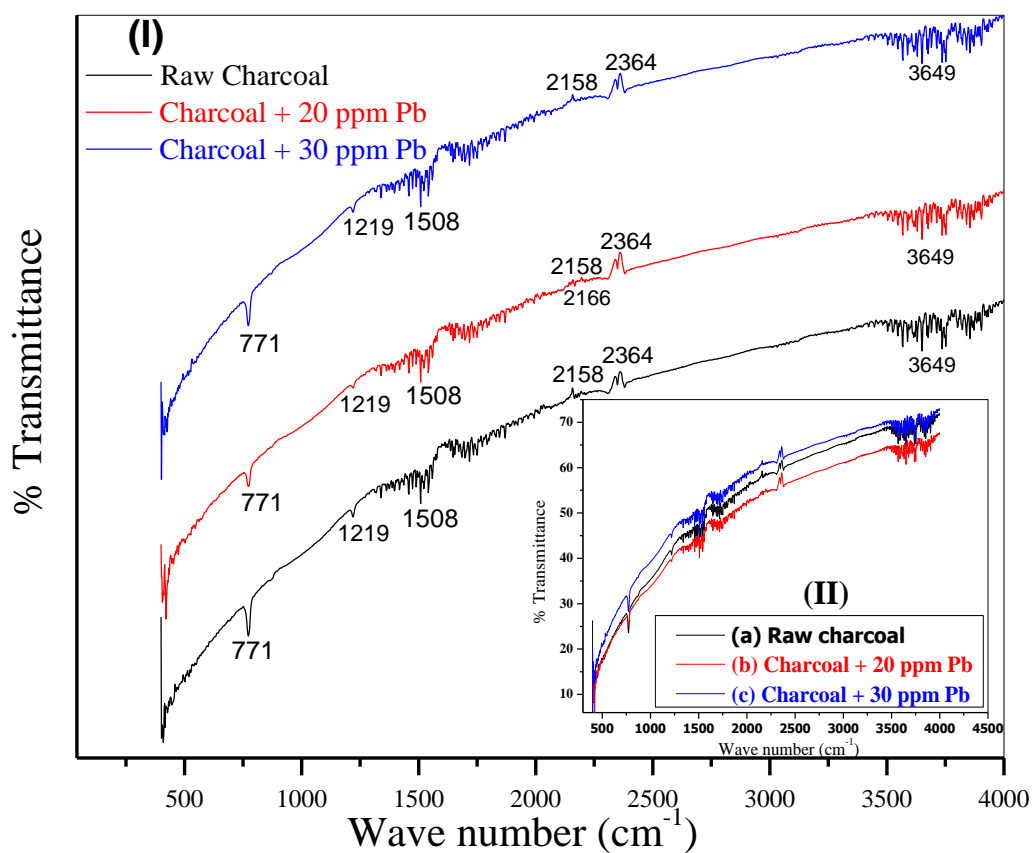 (I)
Raw Charcoal
Charcoal + 20 ppm Pb
Charcoal + 30 ppm Pb
% Transmittance
771
1219
1508
2158
2364
3649
771
1219
1508
2158
2166
2364
3649
771
1219
1508
2158
2364
3649
500 1000 1500 2000 2500 3000 3500 4000
Wave number (cm⁻¹)
(II)
(a) Raw charcoal
(b) Charcoal + 20 ppm Pb
(c) Charcoal + 30 ppm Pb
% Transmittance
70
60
50
40
30
20
10
500 1000 1500 2000 2500 3000 3500 4000 4500
Wave number (cm⁻¹)